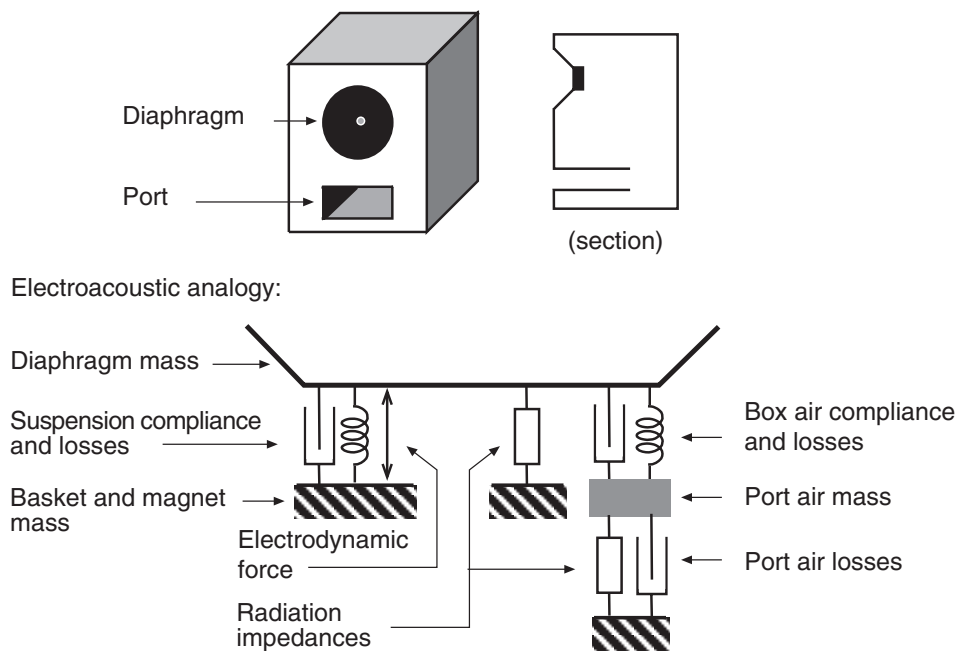 Diaphragm
Port
(section)
Electroacoustic analogy:
Diaphragm mass
Suspension compliance
and losses
Basket and magnet
mass
Electrodynamic
force
Radiation
impedances
Box air compliance
and losses
Port air mass
Port air losses